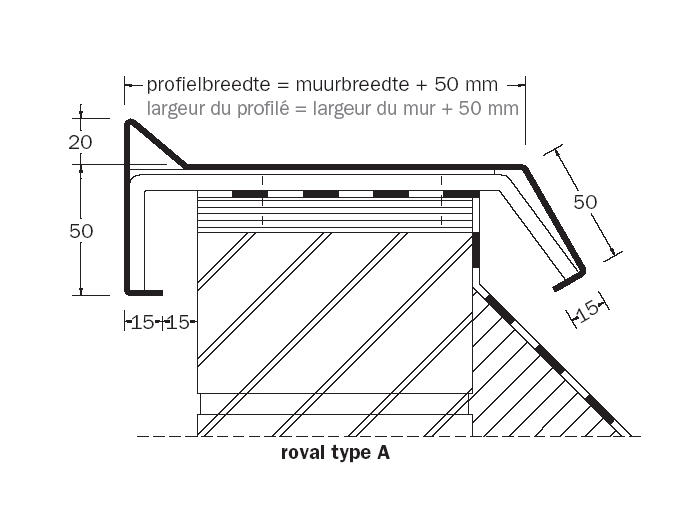 profielbreedte = muurbreedte + 50 mm
largeur du profilé = largeur du mur + 50 mm
20
50
50
15
15
15
roval type A